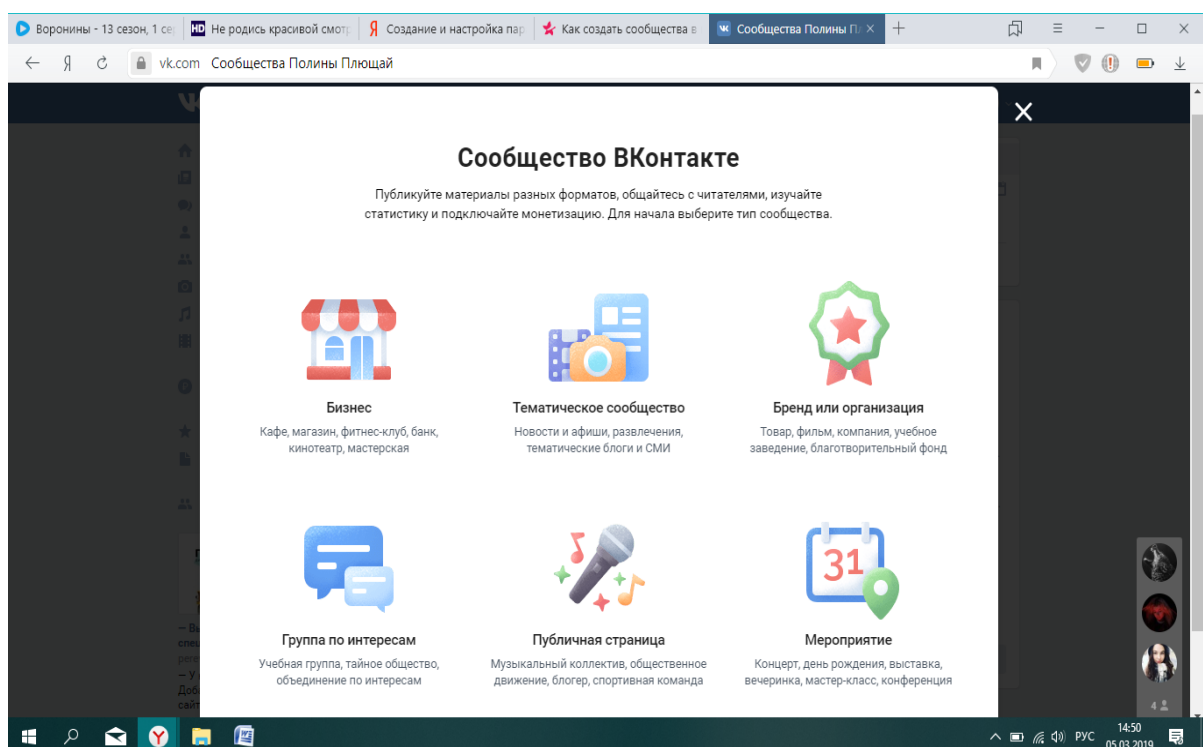 Воронины - 13 сезон, 1 сер
HD Не родись красивой смотр
Я Создание и настройка пар
Как создать сообщества в
Сообщества Полины Пл
vk.com Сообщества Полины Плющай
Сообщество ВКонтакте
Публикуйте материалы разных форматов, общайтесь с читателями, изучайте
статистику и подключайте монетизацию. Для начала выберите тип сообщества.
Бизнес
Кафе, магазин, фитнес-клуб, банк,
кинотеатр, мастерская
Тематическое сообщество
Новости и афиши, развлечения,
тематические блоги и СМИ
Бренд или организация
Товар, фильм, компания, учебное
заведение, благотворительный фонд
31
Группа по интересам
Учебная группа, тайное общество,
объединение по интересам
Публичная страница
Музыкальный коллектив, общественное
движение, блогер, спортивная команда
Мероприятие
Концерт, день рождения, выставка,
вечеринка, мастер-класс, конференция
4
РУС
14:50
05.03.2019